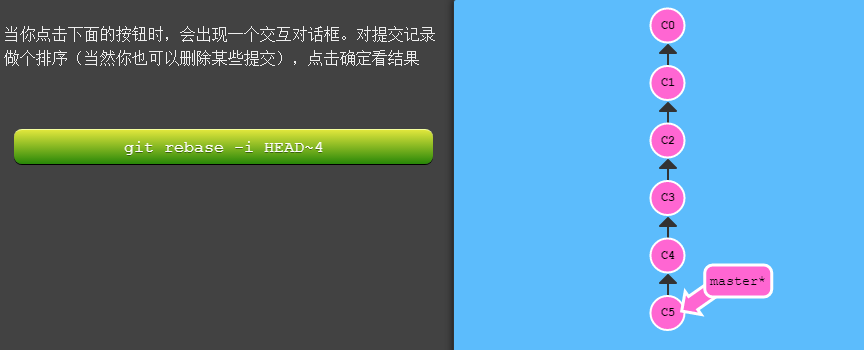 当你点击下面的按钮时，会出现一个交互对话框。对提交记录
做个排序（当然你也可以删除某些提交），点击确定看结果
git rebase -i HEAD~4
C0
C1
C2
C3
C4
master*
C5